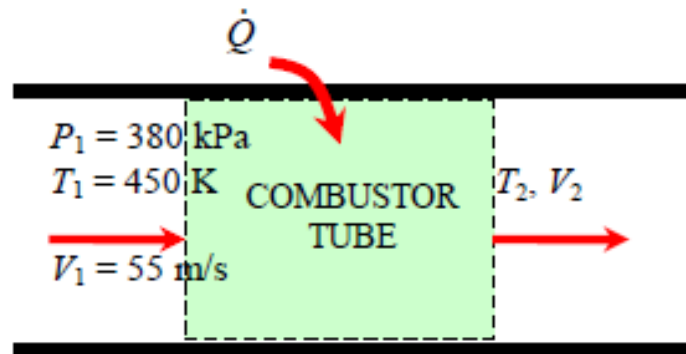 Q̇
P₁ = 380 kPa
T₁ = 450 K
COMBUSTOR
TUBE
T₂, V₂
V₁ = 55 m/s